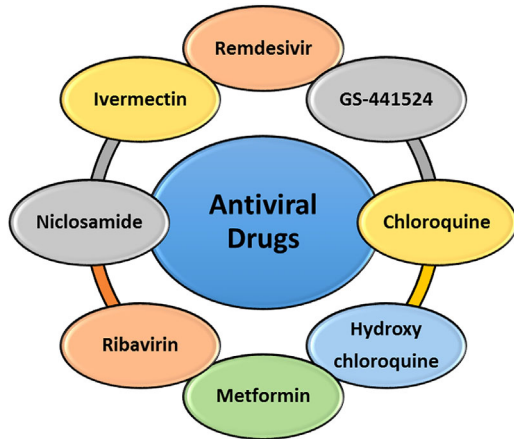 Remdesivir
Ivermectin
GS-441524
Antiviral
Drugs
Niclosamide
Chloroquine
Ribavirin
Hydroxy
chloroquine
Metformin